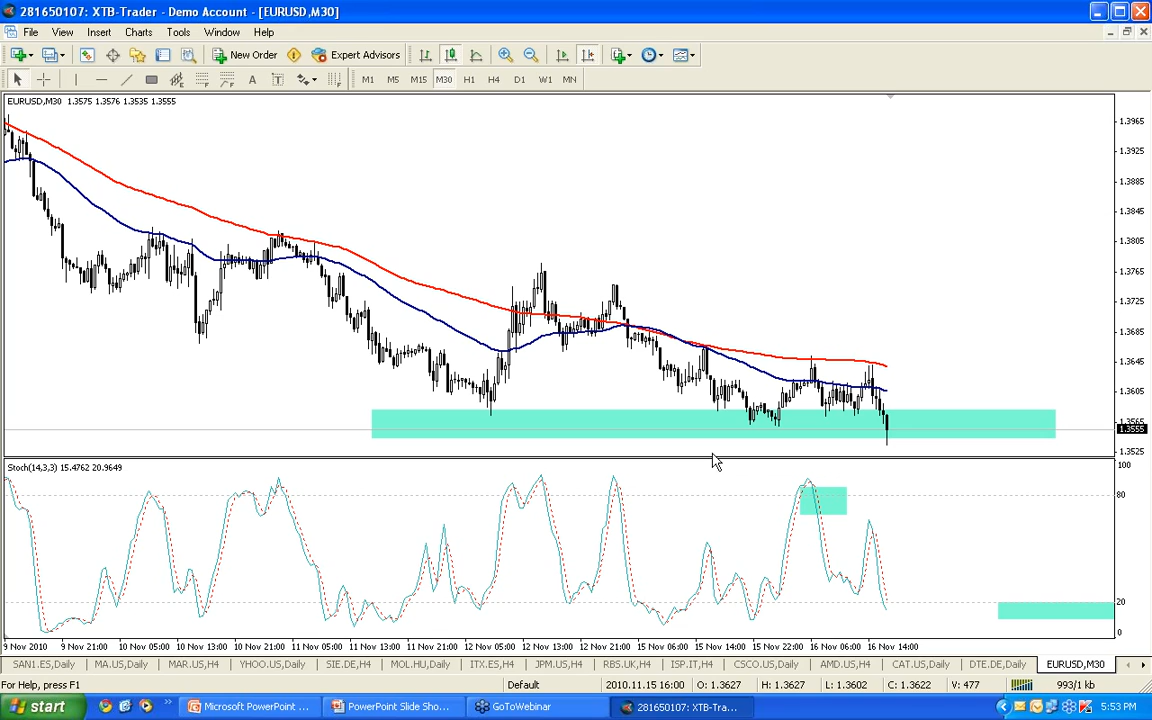 281650107: XTB-Trader - Demo Account - [EURUSD,M30]
File View Insert Charts Tools Window Help
New Order Expert Advisors
A T M1 M5 M15 M30 H1 H4 D1 W1 MN
EURUSD,M30 1.3575 1.3576 1.3535 1.3555
1.3965
1.3925
1.3885
1.3845
1.3805
1.3765
1.3725
1.3685
1.3645
1.3605
1.3565
1.3555
1.3525
Stoch(14,3,3) 15.4762 20.9649
100
80
20
0
9 Nov 2010 9 Nov 21:00 10 Nov 05:00 10 Nov 13:00 10 Nov 21:00 11 Nov 05:00 11 Nov 13:00 11 Nov 21:00 12 Nov 05:00 12 Nov 13:00 12 Nov 21:00 15 Nov 06:00 15 Nov 14:00 15 Nov 22:00 16 Nov 06:00 16 Nov 14:00
SAN1.ES,Daily MA.US,Daily MAR.US,H4 YHOO.US,Daily SIE.DE,H4 MOL.HU,Daily ITX.ES,H4 JPM.US,H4 RBS.UK,H4 ISP.IT,H4 CSCO.US,Daily AMD.US,H4 CAT.US,Daily DTE.DE,Daily EURUSD,M30
For Help, press F1 Default 2010.11.15 16:00 O: 1.3627 H: 1.3627 L: 1.3602 C: 1.3622 V: 477 993/1 kb
start Microsoft PowerPoint ... PowerPoint Slide Sho... GoToWebinar 281650107: XTB-Tra... 5:53 PM